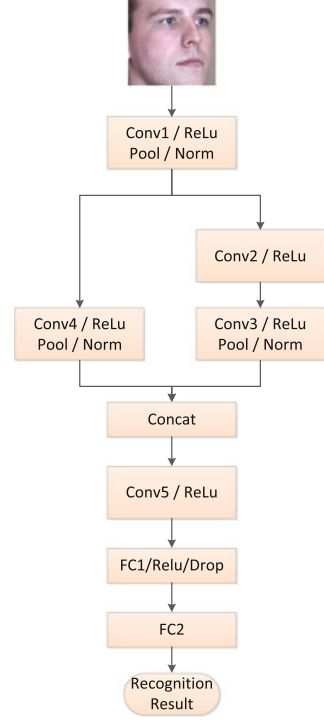 Conv1 / ReLu
Pool / Norm
Conv2 / ReLu
Conv4 / ReLu
Pool / Norm
Conv3 / ReLu
Pool / Norm
Concat
Conv5 / ReLu
FC1/Relu/Drop
FC2
Recognition
Result